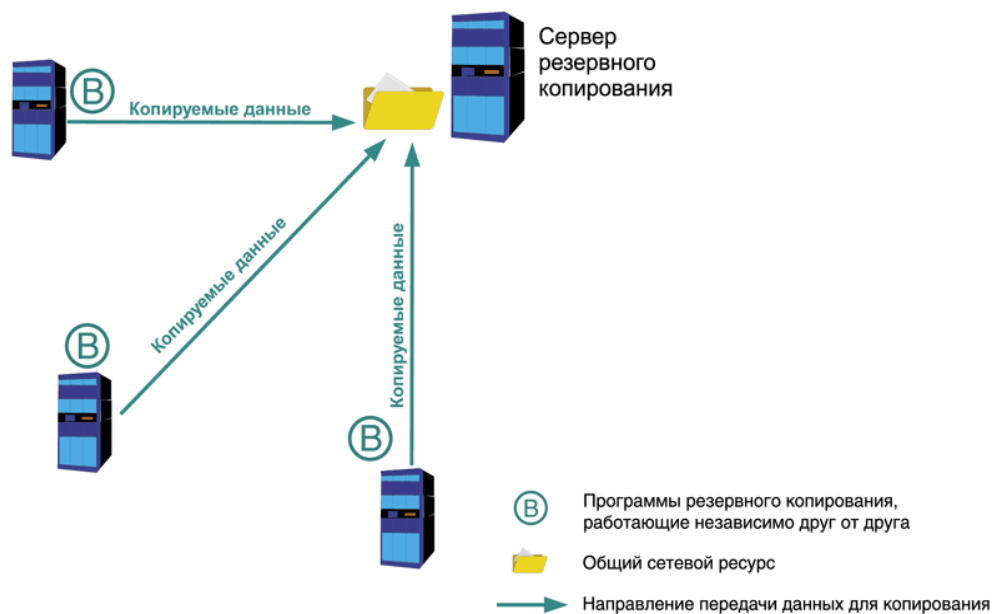 Сервер
резервного
копирования
B
Копируемые данные
Копируемые данные
Копируемые данные
B
B
B
Программы резервного копирования,
работающие независимо друг от друга
Общий сетевой ресурс
Направление передачи данных для копирования